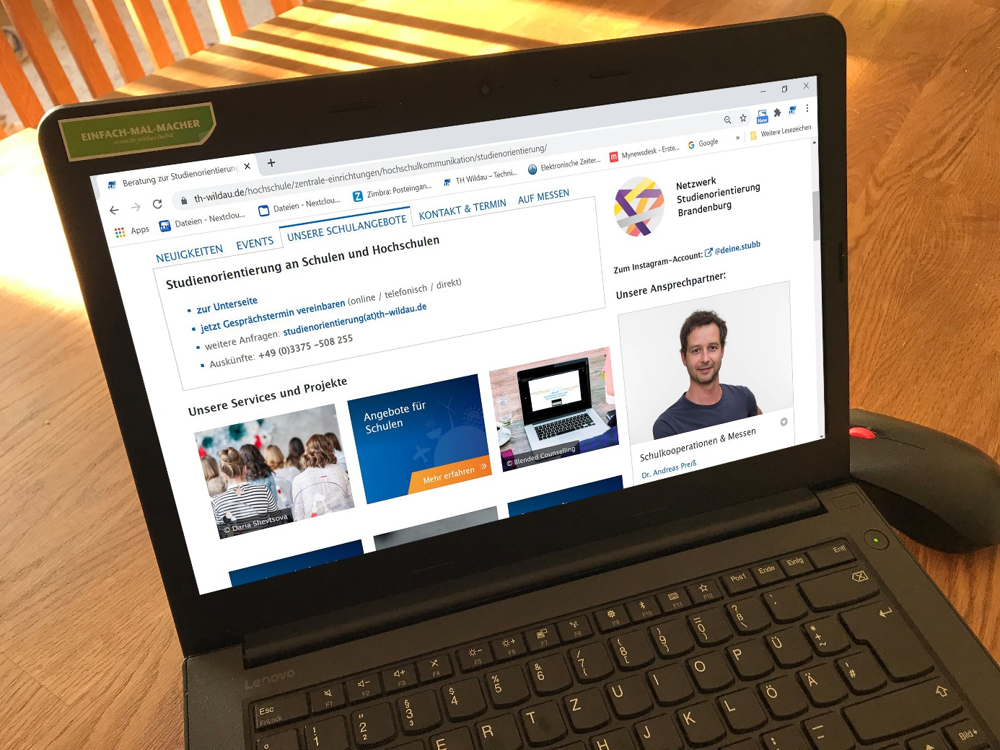 EINFACH-MAL-MACHER
www.th-wildau.de/hit
Beratung zur Studienorientierung
th-wildau.de/hochschule/zentrale-einrichtungen/hochschulkommunikation/studienorientierung/
New
Apps
Dateien - Nextclou...
Dateien - Nextclou...
Zimbra: Posteingan...
TH Wildau – Techni...
Elektronische Zeiter...
Mynewsdesk - Erste...
Google
»
Weitere Lesezeichen
NEUIGKEITEN
EVENTS
UNSERE SCHULANGEBOTE
KONTAKT & TERMIN
AUF MESSEN
Studienorientierung an Schulen und Hochschulen
zur Unterseite
jetzt Gesprächstermin vereinbaren (online / telefonisch / direkt)
weitere Anfragen: studienorientierung(at)th-wildau.de
Auskünfte: +49 (0)3375 –508 255
Unsere Services und Projekte
© Daria Shevtsova
Angebote für
Schulen
Mehr erfahren
© Blended Counselling
Netzwerk
Studienorientierung
Brandenburg
Zum Instagram-Account: @deine.stubb
Unsere Ansprechpartner:
Schulkooperationen & Messen
Dr. Andreas Preiß
Lenovo
Esc
FnLock
F1
F2
F3
F4
F5
F6
F7
F8
F9
F10
F11
F12
Pos1
Ende
Einfg
Entf
° ! 1 " 2 ² § 3 ³ $ 4 % 5 & 6 / 7 { ( 8 [ ) 9 ] = 0 } ? ß \ ` ´
E R T Z U I O P Ü * + ~
H J K L Ö Ä ' #
: . _ -
Bild